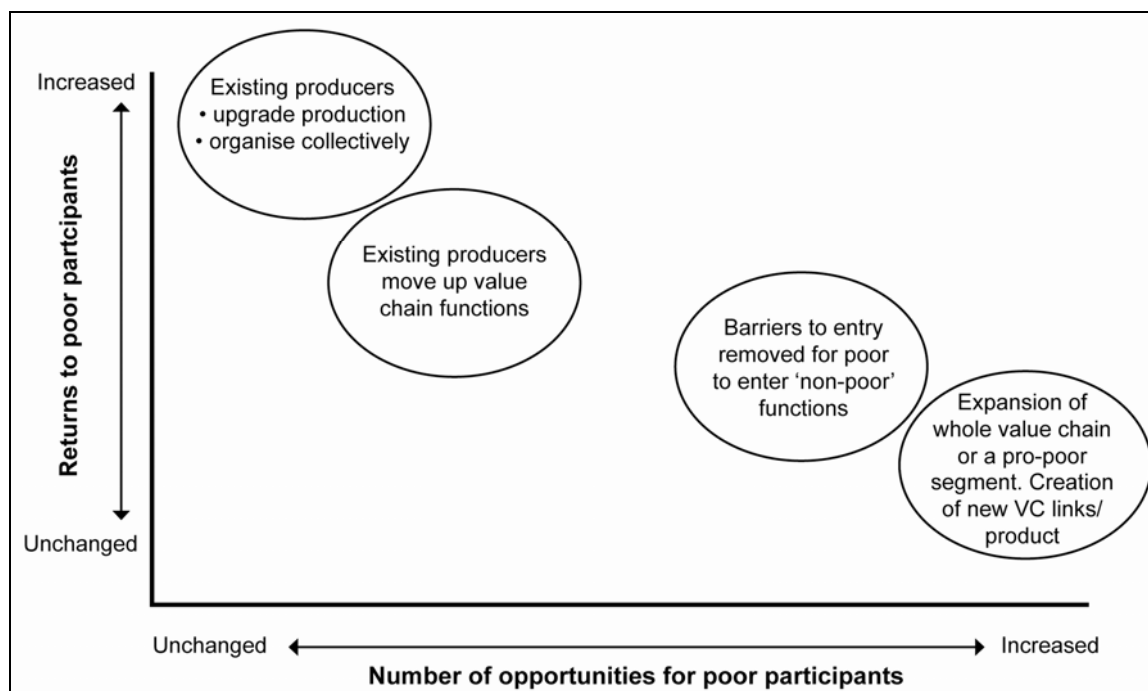 Increased
Existing producers
• upgrade production
• organise collectively
Existing producers
move up value
chain functions
Barriers to entry
removed for poor
to enter ‘non-poor’
functions
Expansion of
whole value chain
or a pro-poor
segment. Creation
of new VC links/
product
Returns to poor partcipants
Unchanged
Unchanged
Increased
Number of opportunities for poor participants